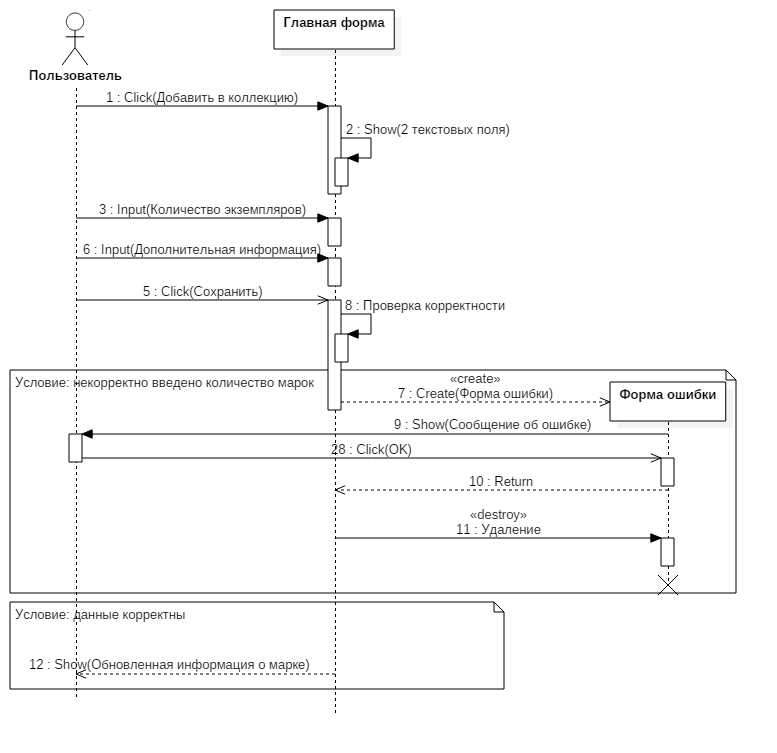 Главная форма
Пользователь
1 : Click(Добавить в коллекцию)
2 : Show(2 текстовых поля)
3 : Input(Количество экземпляров)
6 : Input(Дополнительная информация)
5 : Click(Сохранить)
8 : Проверка корректности
Условие: некорректно введено количество марок
«create»
7 : Create(Форма ошибки)
Форма ошибки
9 : Show(Сообщение об ошибке)
28 : Click(OK)
10 : Return
«destroy»
11 : Удаление
Условие: данные корректны
12 : Show(Обновленная информация о марке)